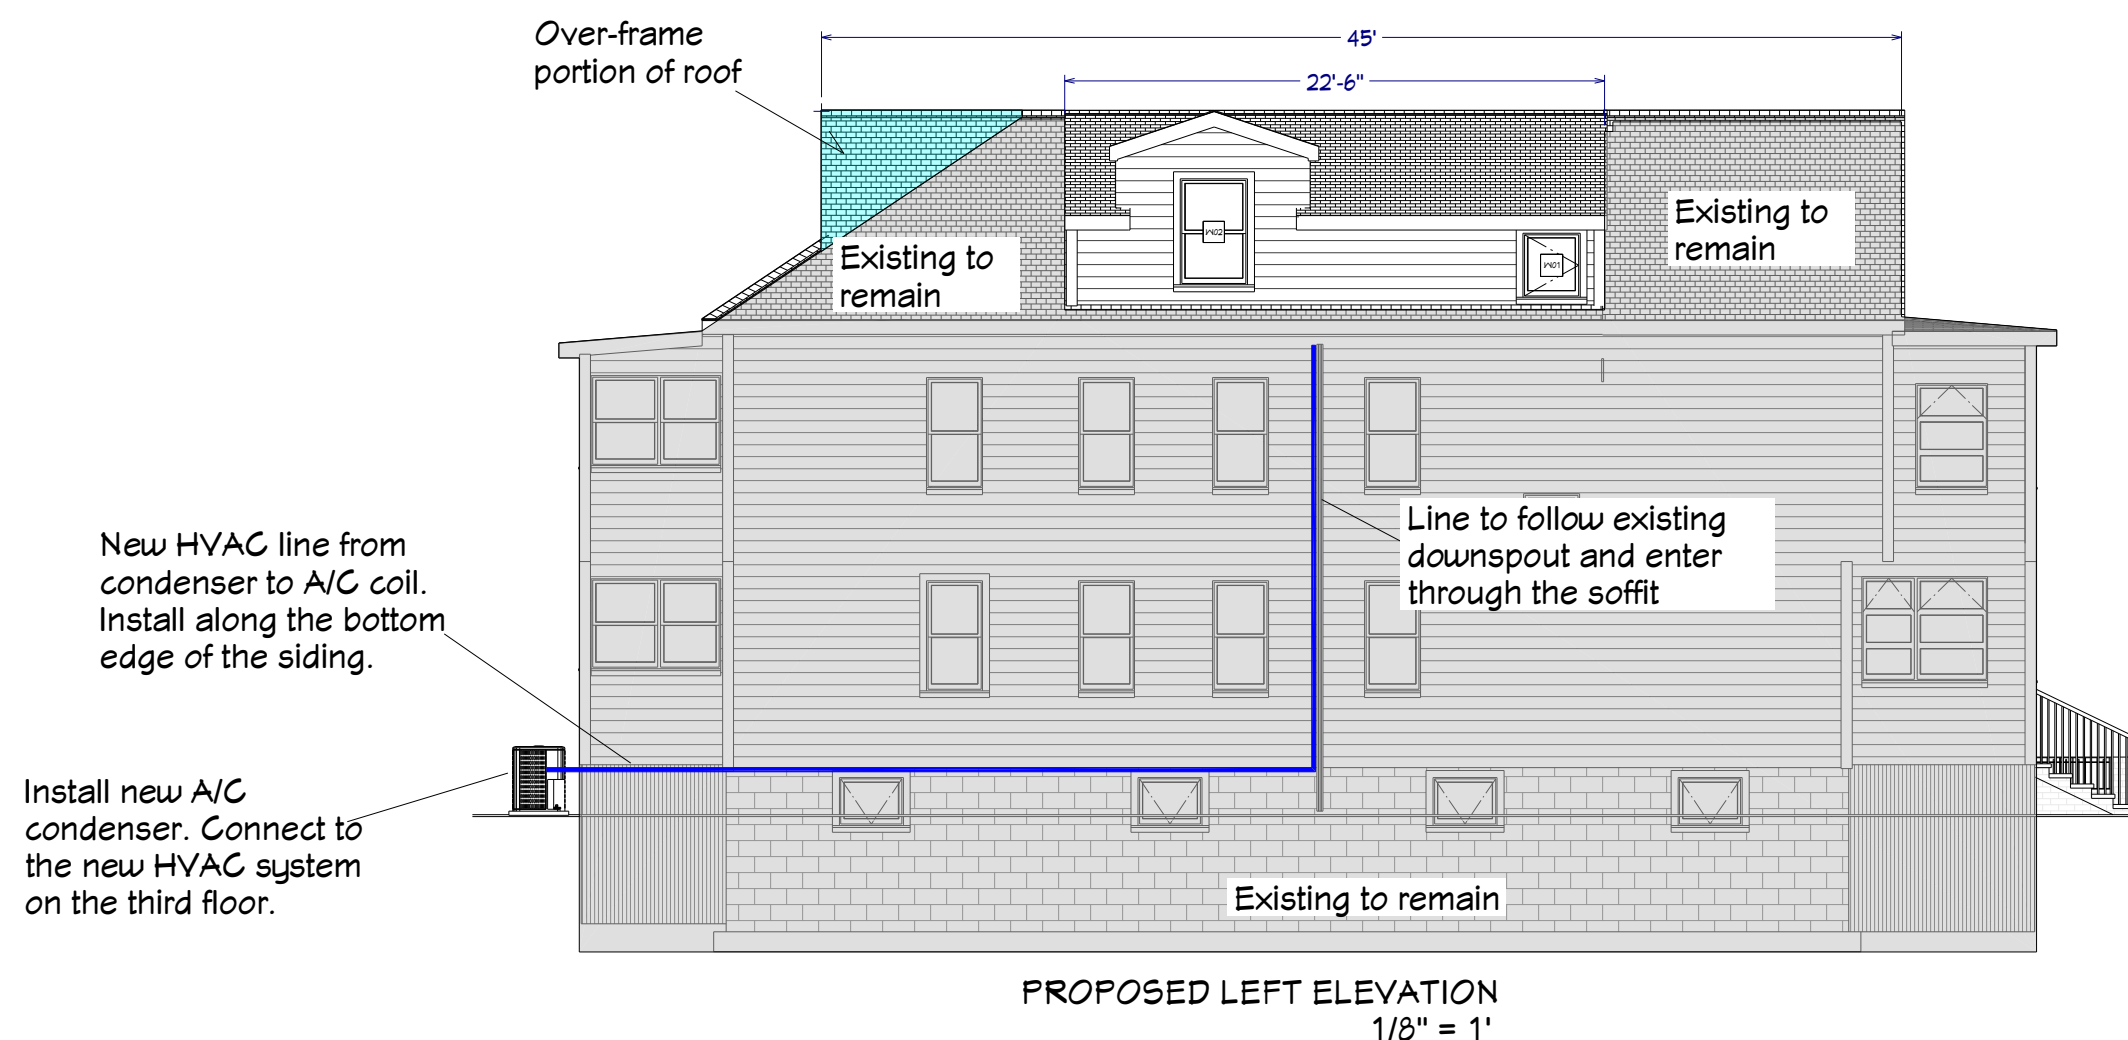 Over-frame
portion of roof
45'
22'-6"
W02
W01
Existing to
remain
Existing to
remain
New HVAC line from
condenser to A/C coil.
Install along the bottom
edge of the siding.
Line to follow existing
downspout and enter
through the soffit
Install new A/C
condenser. Connect to
the new HVAC system
on the third floor.
Existing to remain
PROPOSED LEFT ELEVATION
1/8" = 1'